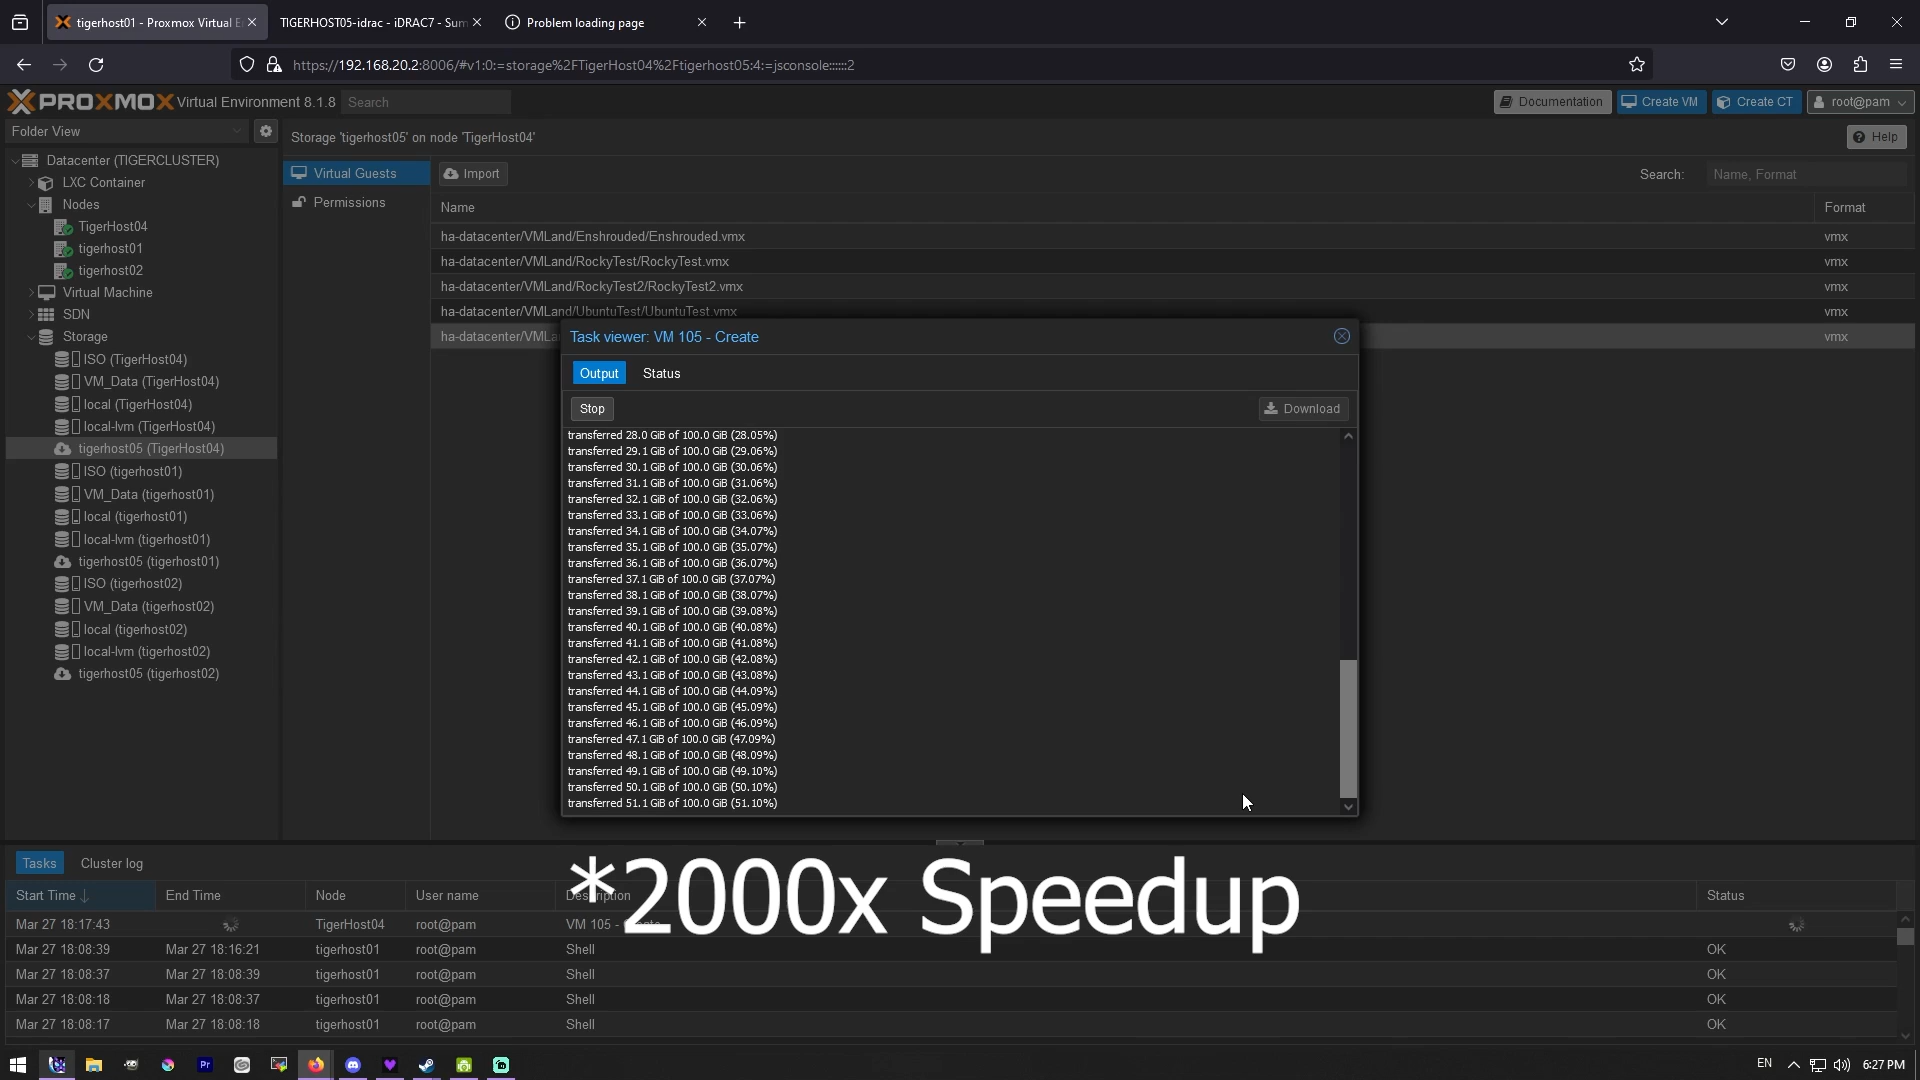 tigerhost01 - Proxmox Virtual E
TIGERHOST05-idrac - iDRAC7 - Sum
Problem loading page
https://192.168.20.2:8006/#v1:0:=storage%2FTigerHost04%2Ftigerhost05:4:=jsconsole::::::2
PROXMOX Virtual Environment 8.1.8 Search
Documentation Create VM Create CT root@pam
Folder View
Storage 'tigerhost05' on node 'TigerHost04'
Help
Datacenter (TIGERCLUSTER)
LXC Container
Nodes
TigerHost04
tigerhost01
tigerhost02
Virtual Machine
SDN
Storage
ISO (TigerHost04)
VM_Data (TigerHost04)
local (TigerHost04)
local-lvm (TigerHost04)
tigerhost05 (TigerHost04)
ISO (tigerhost01)
VM_Data (tigerhost01)
local (tigerhost01)
local-lvm (tigerhost01)
tigerhost05 (tigerhost01)
ISO (tigerhost02)
VM_Data (tigerhost02)
local (tigerhost02)
local-lvm (tigerhost02)
tigerhost05 (tigerhost02)
Virtual Guests
Permissions
Import
Search: Name, Format
Name Format
ha-datacenter/VMLand/Enshrouded/Enshrouded.vmx vmx
ha-datacenter/VMLand/RockyTest/RockyTest.vmx vmx
ha-datacenter/VMLand/RockyTest2/RockyTest2.vmx vmx
ha-datacenter/VMLand/UbuntuTest/UbuntuTest.vmx vmx
ha-datacenter/VMLa vmx
Task viewer: VM 105 - Create
Output Status
Stop Download
transferred 28.0 GiB of 100.0 GiB (28.05%)
transferred 29.1 GiB of 100.0 GiB (29.06%)
transferred 30.1 GiB of 100.0 GiB (30.06%)
transferred 31.1 GiB of 100.0 GiB (31.06%)
transferred 32.1 GiB of 100.0 GiB (32.06%)
transferred 33.1 GiB of 100.0 GiB (33.06%)
transferred 34.1 GiB of 100.0 GiB (34.07%)
transferred 35.1 GiB of 100.0 GiB (35.07%)
transferred 36.1 GiB of 100.0 GiB (36.07%)
transferred 37.1 GiB of 100.0 GiB (37.07%)
transferred 38.1 GiB of 100.0 GiB (38.07%)
transferred 39.1 GiB of 100.0 GiB (39.08%)
transferred 40.1 GiB of 100.0 GiB (40.08%)
transferred 41.1 GiB of 100.0 GiB (41.08%)
transferred 42.1 GiB of 100.0 GiB (42.08%)
transferred 43.1 GiB of 100.0 GiB (43.08%)
transferred 44.1 GiB of 100.0 GiB (44.09%)
transferred 45.1 GiB of 100.0 GiB (45.09%)
transferred 46.1 GiB of 100.0 GiB (46.09%)
transferred 47.1 GiB of 100.0 GiB (47.09%)
transferred 48.1 GiB of 100.0 GiB (48.09%)
transferred 49.1 GiB of 100.0 GiB (49.10%)
transferred 50.1 GiB of 100.0 GiB (50.10%)
transferred 51.1 GiB of 100.0 GiB (51.10%)
*2000x Speedup
Tasks Cluster log
Start Time End Time Node User name Description Status
Mar 27 18:17:43 TigerHost04 root@pam VM 105 -
Mar 27 18:08:39 Mar 27 18:16:21 tigerhost01 root@pam Shell OK
Mar 27 18:08:37 Mar 27 18:08:39 tigerhost01 root@pam Shell OK
Mar 27 18:08:18 Mar 27 18:08:37 tigerhost01 root@pam Shell OK
Mar 27 18:08:17 Mar 27 18:08:18 tigerhost01 root@pam Shell OK
Pr
EN 6:27 PM